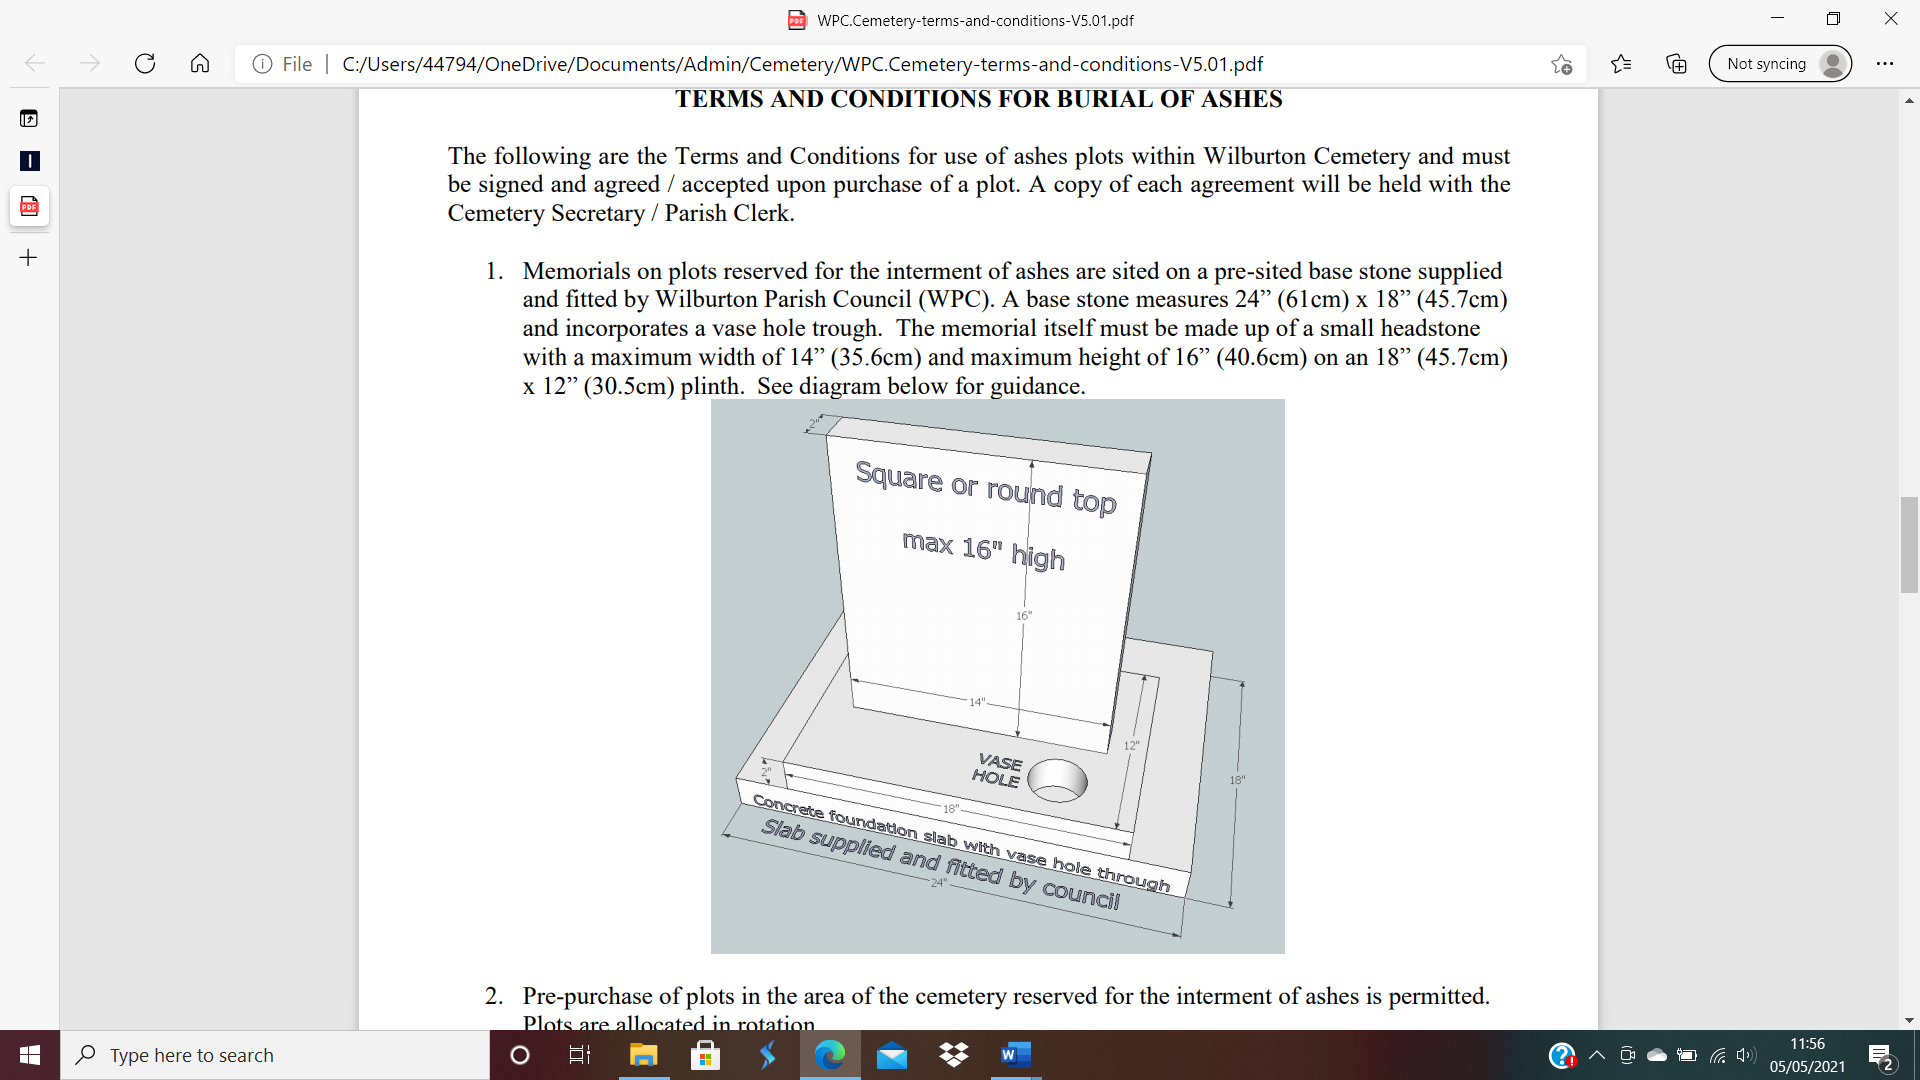 WPC.Cemetery-terms-and-conditions-V5.01.pdf
File | C:/Users/44794/OneDrive/Documents/Admin/Cemetery/WPC.Cemetery-terms-and-conditions-V5.01.pdf
Not syncing
TERMS AND CONDITIONS FOR BURIAL OF ASHES
The following are the Terms and Conditions for use of ashes plots within Wilburton Cemetery and must
be signed and agreed / accepted upon purchase of a plot. A copy of each agreement will be held with the
Cemetery Secretary / Parish Clerk.
1. Memorials on plots reserved for the interment of ashes are sited on a pre-sited base stone supplied
and fitted by Wilburton Parish Council (WPC). A base stone measures 24” (61cm) x 18” (45.7cm)
and incorporates a vase hole trough. The memorial itself must be made up of a small headstone
with a maximum width of 14” (35.6cm) and maximum height of 16” (40.6cm) on an 18” (45.7cm)
x 12” (30.5cm) plinth. See diagram below for guidance.
2"
Square or round top
max 16" high
16"
14"
12"
VASE
HOLE
2"
18"
18"
Concrete foundation slab with vase hole through
Slab supplied and fitted by council
24"
2. Pre-purchase of plots in the area of the cemetery reserved for the interment of ashes is permitted.
Plots are allocated in rotation
Type here to search
11:56
05/05/2021
2